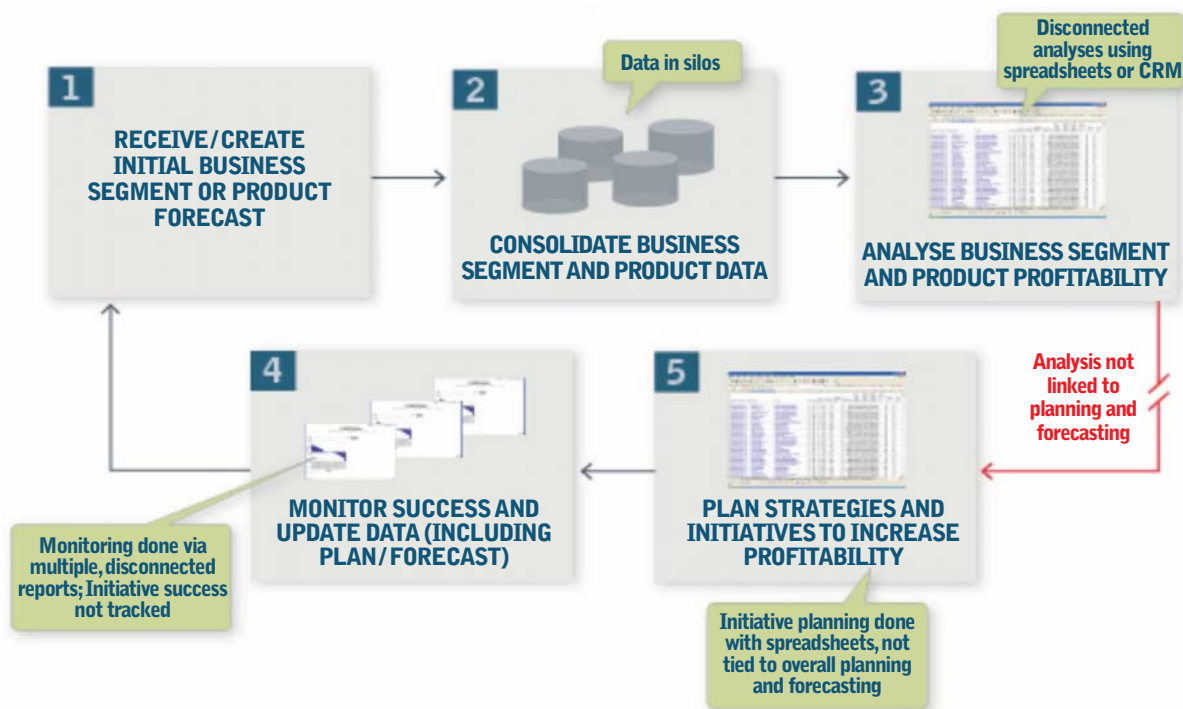 1
RECEIVE/CREATE
INITIAL BUSINESS
SEGMENT OR PRODUCT
FORECAST
2
Data in silos
CONSOLIDATE BUSINESS
SEGMENT AND PRODUCT DATA
3
Disconnected
analyses using
spreadsheets or CRM
ANALYSE BUSINESS SEGMENT
AND PRODUCT PROFITABILITY
Analysis not
linked to
planning and
forecasting
4
MONITOR SUCCESS AND
UPDATE DATA (INCLUDING
PLAN/FORECAST)
Monitoring done via
multiple, disconnected
reports; Initiative success
not tracked
5
PLAN STRATEGIES AND
INITIATIVES TO INCREASE
PROFITABILITY
Initiative planning done
with spreadsheets, not
tied to overall planning
and forecasting